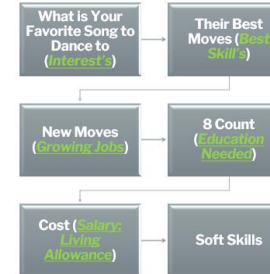 What is Your
Favorite Song to
Dance to
(Interest's)
Their Best
Moves (Best
Skill's)
New Moves
(Growing Jobs)
8 Count
(Education
Needed)
Cost (Salary;
Living
Allowance)
Soft Skills